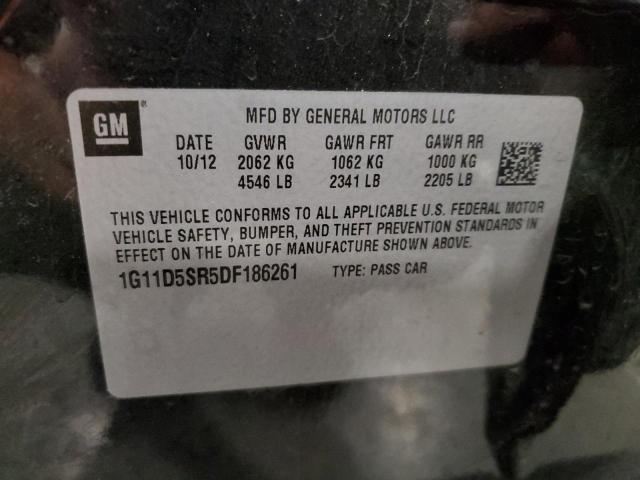 GM
MFD BY GENERAL MOTORS LLC
DATE GVWR GAWR FRT GAWR RR
10/12 2062 KG 1062 KG 1000 KG
4546 LB 2341 LB 2205 LB
THIS VEHICLE CONFORMS TO ALL APPLICABLE U.S. FEDERAL MOTOR
VEHICLE SAFETY, BUMPER, AND THEFT PREVENTION STANDARDS IN
EFFECT ON THE DATE OF MANUFACTURE SHOWN ABOVE.
1G11D5SR5DF186261 TYPE: PASS CAR